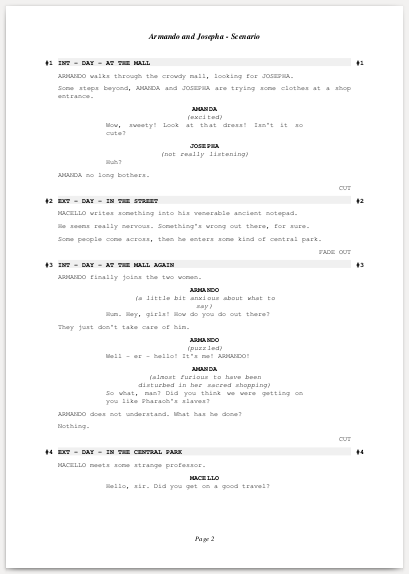 Armando and Josepha - Scenario
#1 INT - DAY - AT THE MALL #1
ARMANDO walks through the crowdy mall, looking for JOSEPHA.
Some steps beyond, AMANDA and JOSEPHA are trying some clothes at a shop
entrance.
AMANDA
(excited)
Wow, sweety! Look at that dress! Isn't it so
cute?
JOSEPHA
(not really listening)
Huh?
AMANDA no long bothers.
CUT
#2 EXT - DAY - IN THE STREET #2
MACELLO writes something into his venerable ancient notepad.
He seems really nervous. Something's wrong out there, for sure.
Some people come across, then he enters some kind of central park.
FADE OUT
#3 INT - DAY - AT THE MALL AGAIN #3
ARMANDO finally joins the two women.
ARMANDO
(a little bit anxious about what to
say)
Hum. Hey, girls! How do you do out there?
They just don't take care of him.
ARMANDO
(puzzled)
Well - er - hello! It's me! ARMANDO!
AMANDA
(almost furious to have been
disturbed in her sacred shopping)
So what, man? Did you think we were getting on
you like Pharaoh's slaves?
ARMANDO does not understand. What has he done?
Nothing.
CUT
#4 EXT - DAY - IN THE CENTRAL PARK #4
MACELLO meets some strange professor.
MACELLO
Hello, sir. Did you get on a good travel?
Page 2